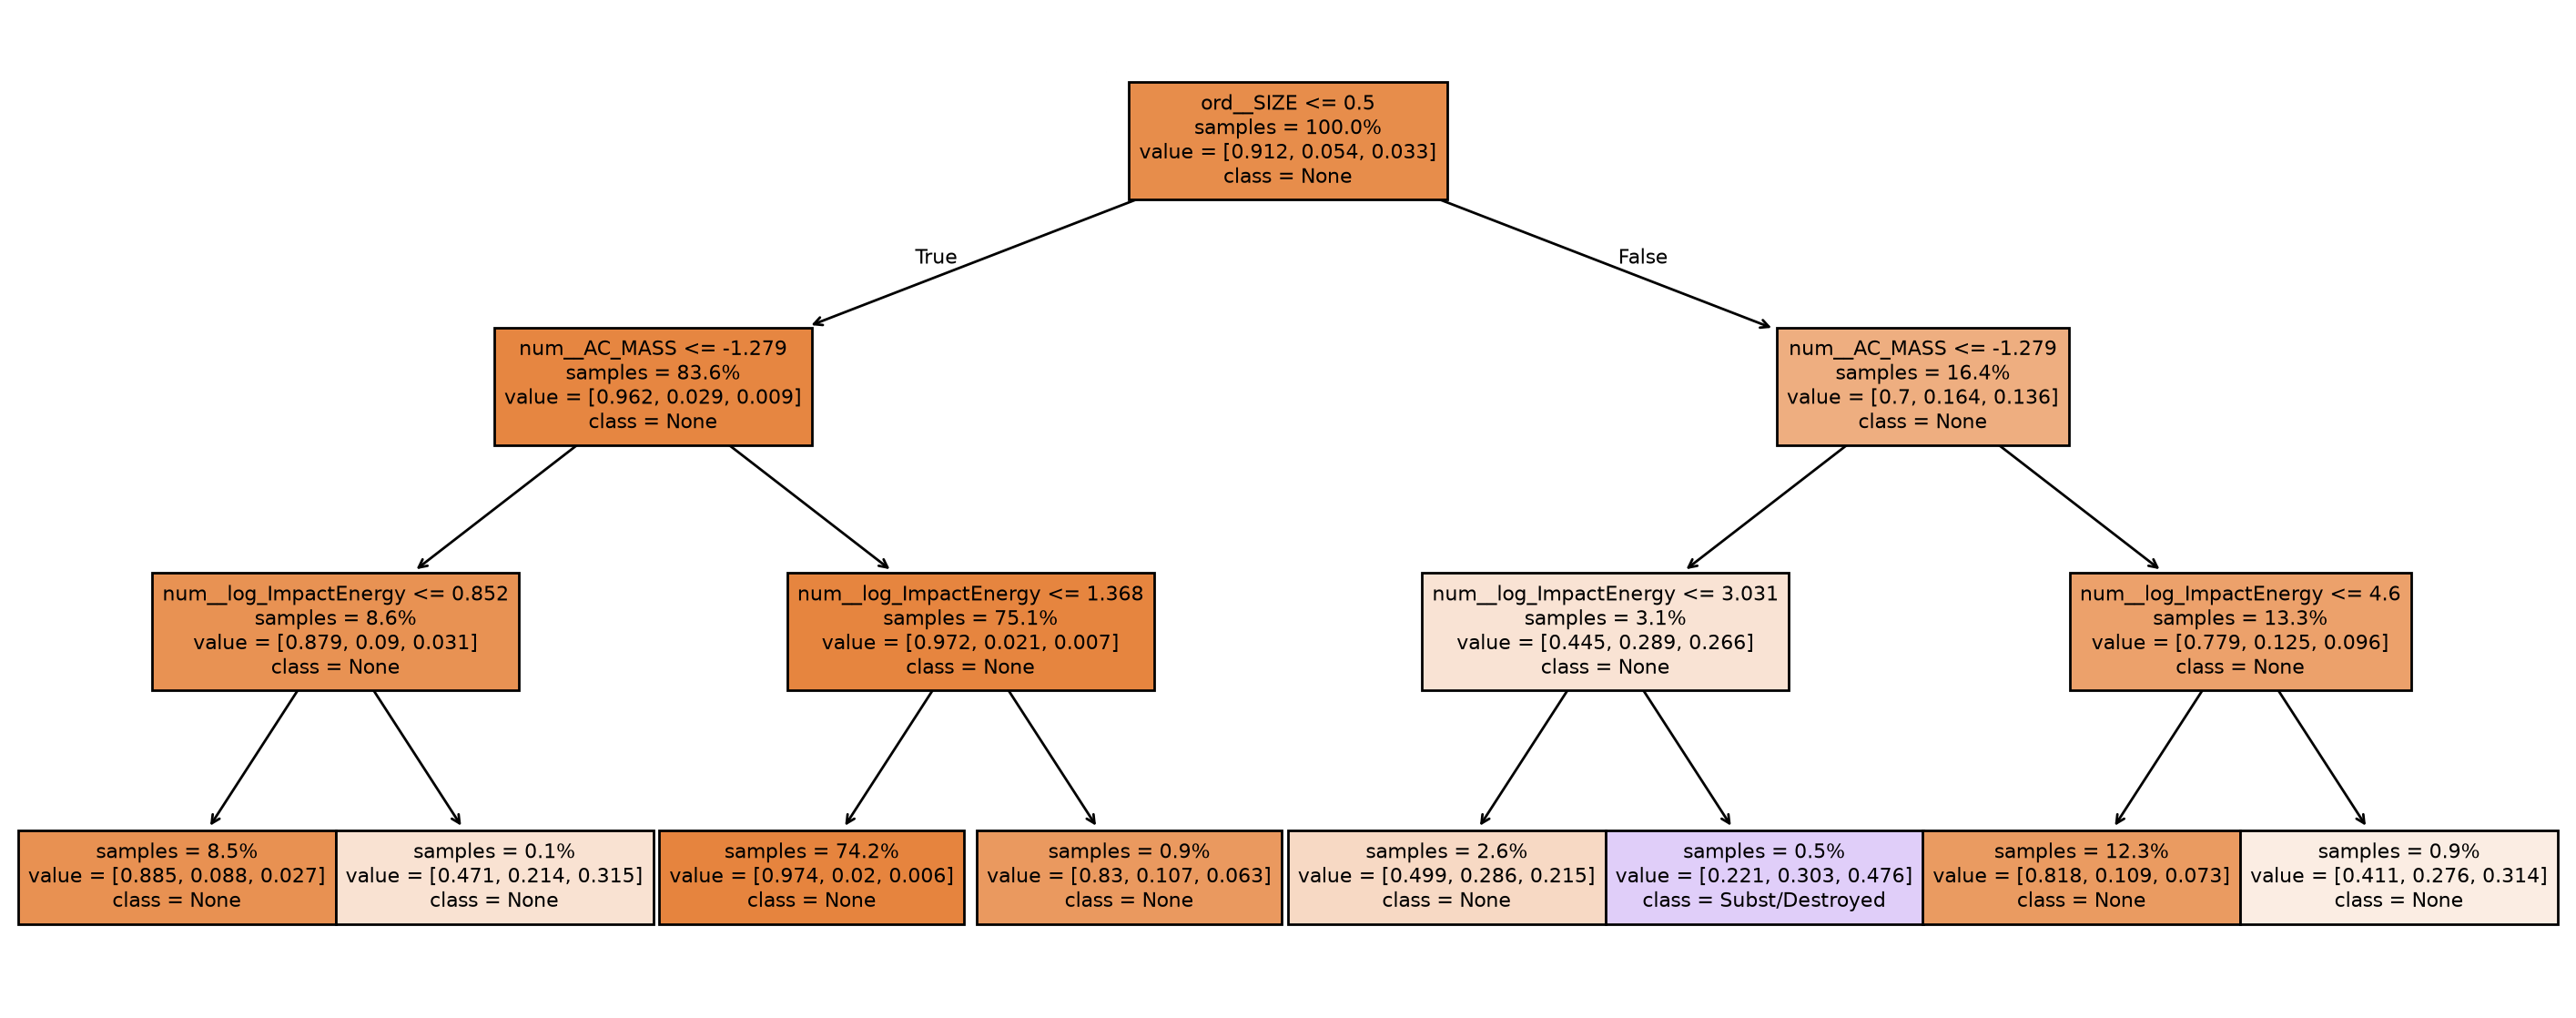 ord__SIZE <= 0.5
samples = 100.0%
value = [0.912, 0.054, 0.033]
class = None
True
False
num__AC_MASS <= -1.279
samples = 83.6%
value = [0.962, 0.029, 0.009]
class = None
num__AC_MASS <= -1.279
samples = 16.4%
value = [0.7, 0.164, 0.136]
class = None
num__log_ImpactEnergy <= 0.852
samples = 8.6%
value = [0.879, 0.09, 0.031]
class = None
num__log_ImpactEnergy <= 1.368
samples = 75.1%
value = [0.972, 0.021, 0.007]
class = None
num__log_ImpactEnergy <= 3.031
samples = 3.1%
value = [0.445, 0.289, 0.266]
class = None
num__log_ImpactEnergy <= 4.6
samples = 13.3%
value = [0.779, 0.125, 0.096]
class = None
samples = 8.5%
value = [0.885, 0.088, 0.027]
class = None
samples = 0.1%
value = [0.471, 0.214, 0.315]
class = None
samples = 74.2%
value = [0.974, 0.02, 0.006]
class = None
samples = 0.9%
value = [0.83, 0.107, 0.063]
class = None
samples = 2.6%
value = [0.499, 0.286, 0.215]
class = None
samples = 0.5%
value = [0.221, 0.303, 0.476]
class = Subst/Destroyed
samples = 12.3%
value = [0.818, 0.109, 0.073]
class = None
samples = 0.9%
value = [0.411, 0.276, 0.314]
class = None